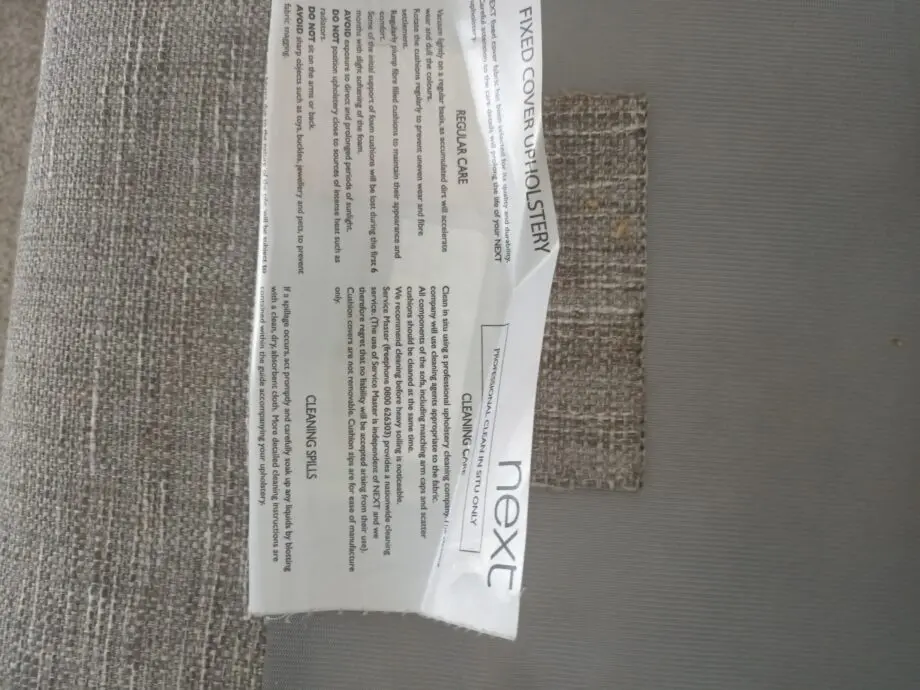 FIXED COVER UPHOLSTERY
next
NEXT fixed cover fabric has been selected for its quality and durability.
Careful attention to the care details will prolong the life of your NEXT
upholstery.
PROFESSIONAL CLEAN IN SITU ONLY
REGULAR CARE
Vacuum lightly on a regular basis, as accumulated dirt will accelerate
wear and dull the colours.
Rotate the cushions regularly to prevent uneven wear and fibre
settlement.
Regularly plump fibre filled cushions to maintain their appearance and
comfort.
Some of the initial support of foam cushions will be lost during the first 6
months with slight softening of the foam.
AVOID exposure to direct and prolonged periods of sunlight.
DO NOT position upholstery close to sources of intense heat such as
radiators.
DO NOT sit on the arms or back.
AVOID sharp objects such as toys, buckles, jewellery and pets, to prevent
fabric snagging.
will be subject to
CLEANING CARE
Clean in situ using a professional upholstery cleaning company. The
company will use cleaning agents appropriate to the fabric.
All components of the sofa, including matching arm caps and scatter
cushions should be cleaned at the same time.
We recommend cleaning before heavy soiling is noticeable.
Service Master (freephone 0800 626303) provides a nationwide cleaning
service. (The use of Service Master is independent of NEXT and we
therefore regret that no liability will be accepted arising from their use).
Cushion covers are not removable. Cushion zips are for ease of manufacture
only.
CLEANING SPILLS
If a spillage occurs, act promptly and carefully soak up any liquids by blotting
with a clean, dry, absorbent cloth. More detailed cleaning instructions are
contained within the guide accompanying your upholstery.